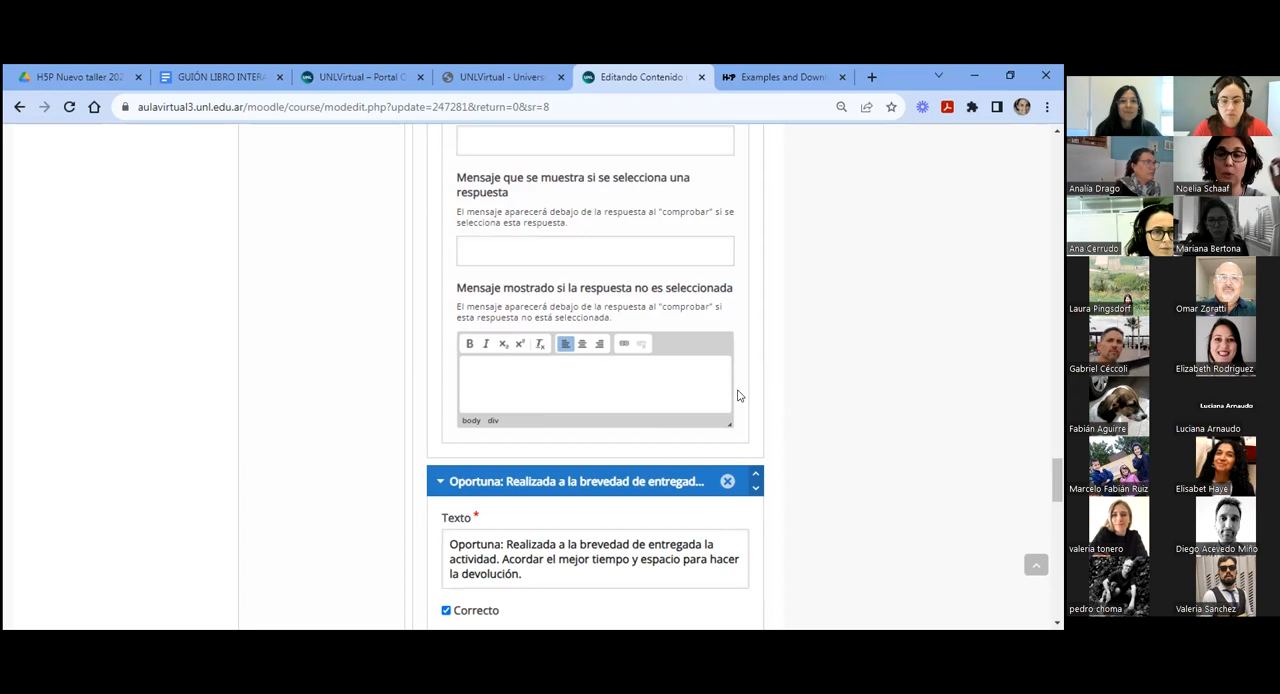 H5P Nuevo taller 202
GUIÓN LIBRO INTERA
UNLVirtual – Portal C
UNLVirtual - Univers
Editando Contenido
Examples and Down
aulavirtual3.unl.edu.ar/moodle/course/modedit.php?update=247281&return=0&sr=8
Mensaje que se muestra si se selecciona una
respuesta
El mensaje aparecerá debajo de la respuesta al "comprobar" si se
selecciona esta respuesta.
Mensaje mostrado si la respuesta no es seleccionada
El mensaje aparecerá debajo de la respuesta al "comprobar" si
esta respuesta no está seleccionada.
body div
Oportuna: Realizada a la brevedad de entregad...
Texto *
Oportuna: Realizada a la brevedad de entregada la
actividad. Acordar el mejor tiempo y espacio para hacer
la devolución.
Correcto
Analía Drago
Noelia Schaaf
Ana Cerrudo
Mariana Bertona
Laura Pingsdorf
Omar Zoratti
Gabriel Céccoli
Elizabeth Rodriguez
Luciana Arnaudo
Fabián Aguirre
Luciana Arnaudo
Marcelo Fabián Ruiz
Elisabet Haye
valeria tonero
Diego Acevedo Miño
pedro choma
Valeria Sanchez